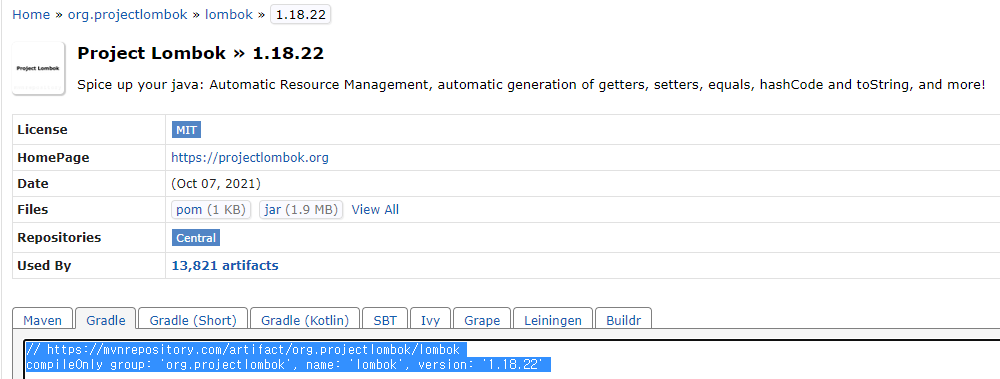 Home » org.projectlombok » lombok » 1.18.22
Project Lombok
Project Lombok » 1.18.22
Spice up your java: Automatic Resource Management, automatic generation of getters, setters, equals, hashCode and toString, and more!
License MIT
HomePage https://projectlombok.org
Date (Oct 07, 2021)
Files pom (1 KB) jar (1.9 MB) View All
Repositories Central
Used By 13,821 artifacts
Maven Gradle Gradle (Short) Gradle (Kotlin) SBT Ivy Grape Leiningen Buildr
// https://mvnrepository.com/artifact/org.projectlombok/lombok
compileOnly group: 'org.projectlombok', name: 'lombok', version: '1.18.22'